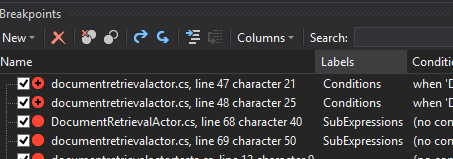 Breakpoints
New Columns Search:
Name Labels Conditio
documentretrievalactor.cs, line 47 character 21 Conditions when 'D
documentretrievalactor.cs, line 48 character 25 Conditions when 'D
DocumentRetrievalActor.cs, line 68 character 40 SubExpressions (no con
documentretrievalactor.cs, line 69 character 50 SubExpressions (no con